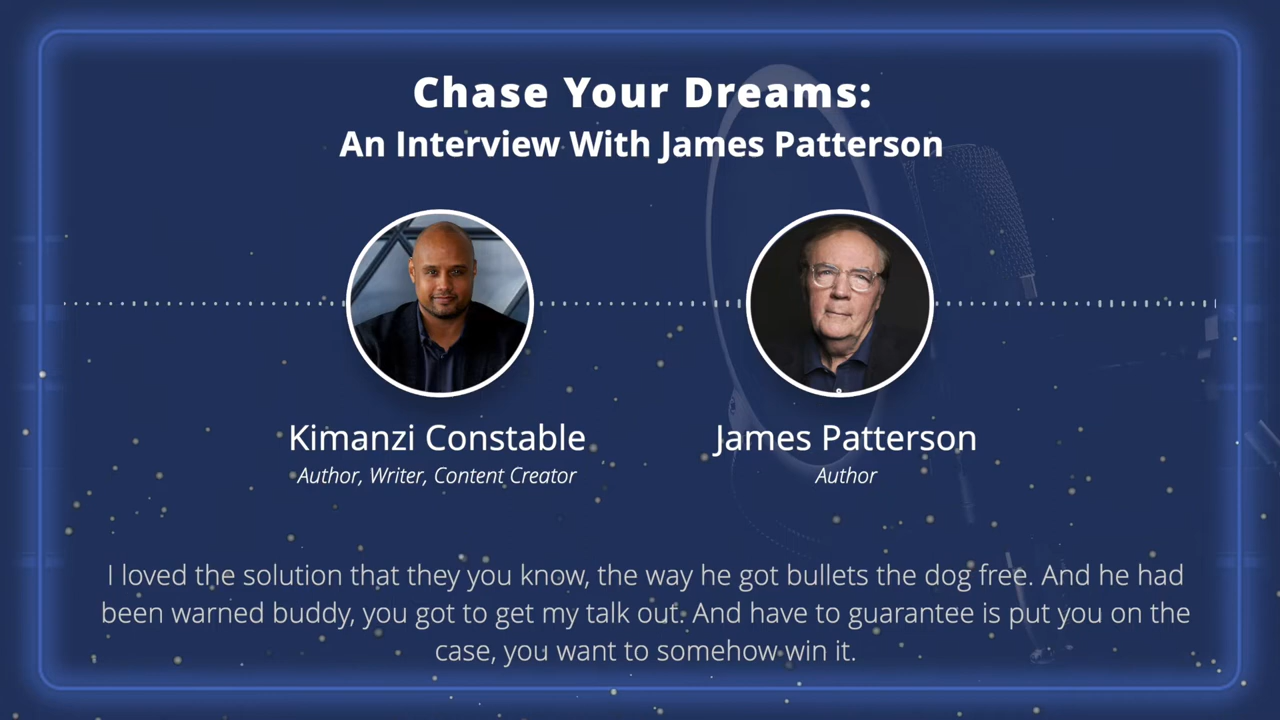 Chase Your Dreams:
An Interview With James Patterson
Kimanzi Constable
James Patterson
Author, Writer, Content Creator
Author
I loved the solution that they you know, the way he got bullets the dog free. And he had
been warned buddy, you got to get my talk out. And have to guarantee is put you on the
case, you want to somehow win it.